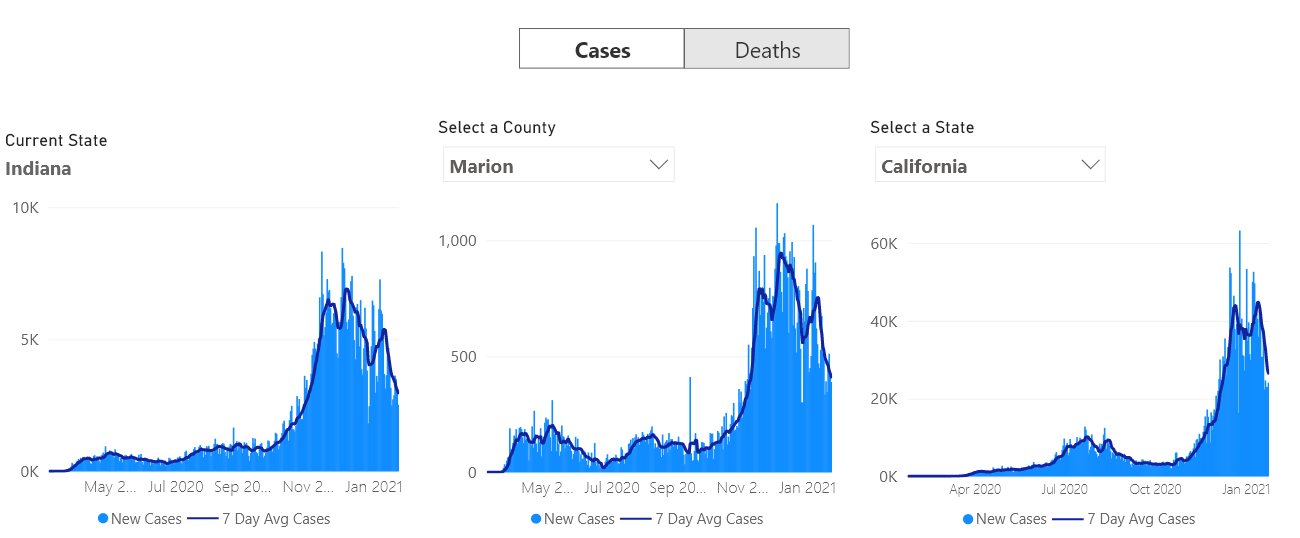 Cases Deaths
Current State
Indiana
10K
5K
0K
May 2... Jul 2020 Sep 20... Nov 2... Jan 2021
New Cases 7 Day Avg Cases
Select a County
Marion
1,000
500
0
May 2... Jul 2020 Sep 20... Nov 2... Jan 2021
New Cases 7 Day Avg Cases
Select a State
California
60K
40K
20K
0K
Apr 2020 Jul 2020 Oct 2020 Jan 2021
New Cases 7 Day Avg Cases